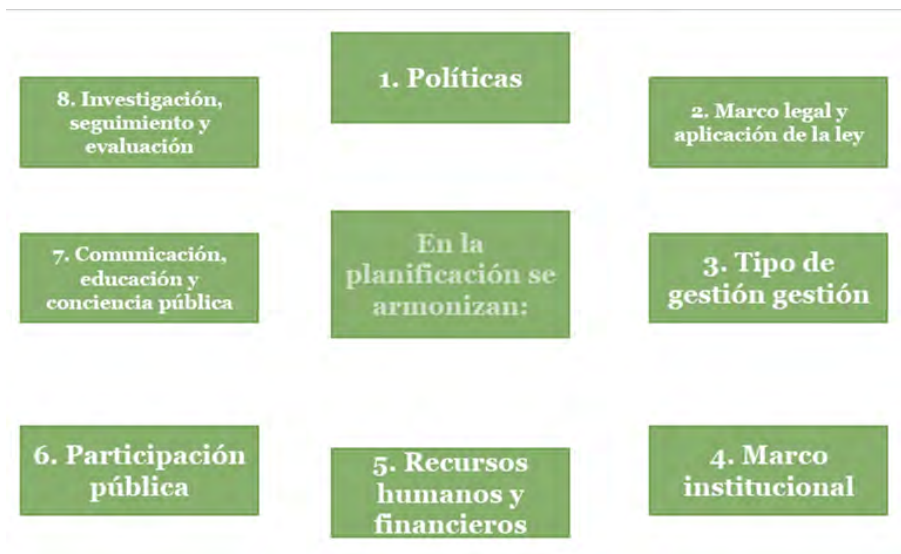 1. Políticas
2. Marco legal y
aplicación de la ley
3. Tipo de
gestión gestión
4. Marco
institucional
5. Recursos
humanos y
financieros
6. Participación
pública
7. Comunicación,
educación y
conciencia pública
8. Investigación,
seguimiento y
evaluación
En la
planificación se
armonizan: